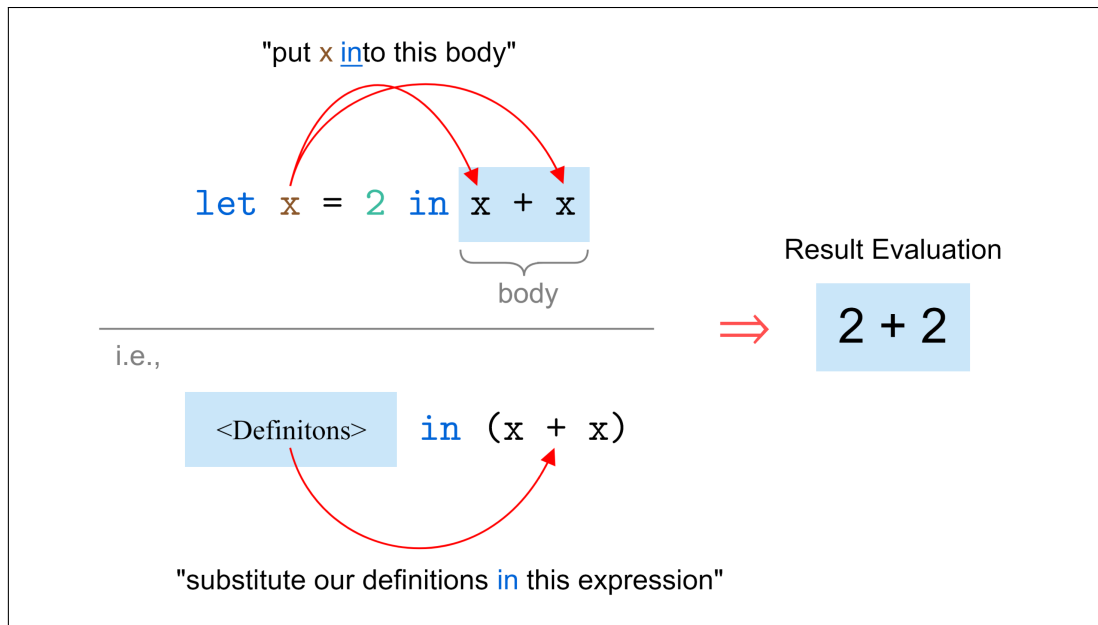 "put x into this body"
let x = 2 in x + x
body
i.e.,
<Definitons> in (x + x)
"substitute our definitions in this expression"
⇒
Result Evaluation
2 + 2